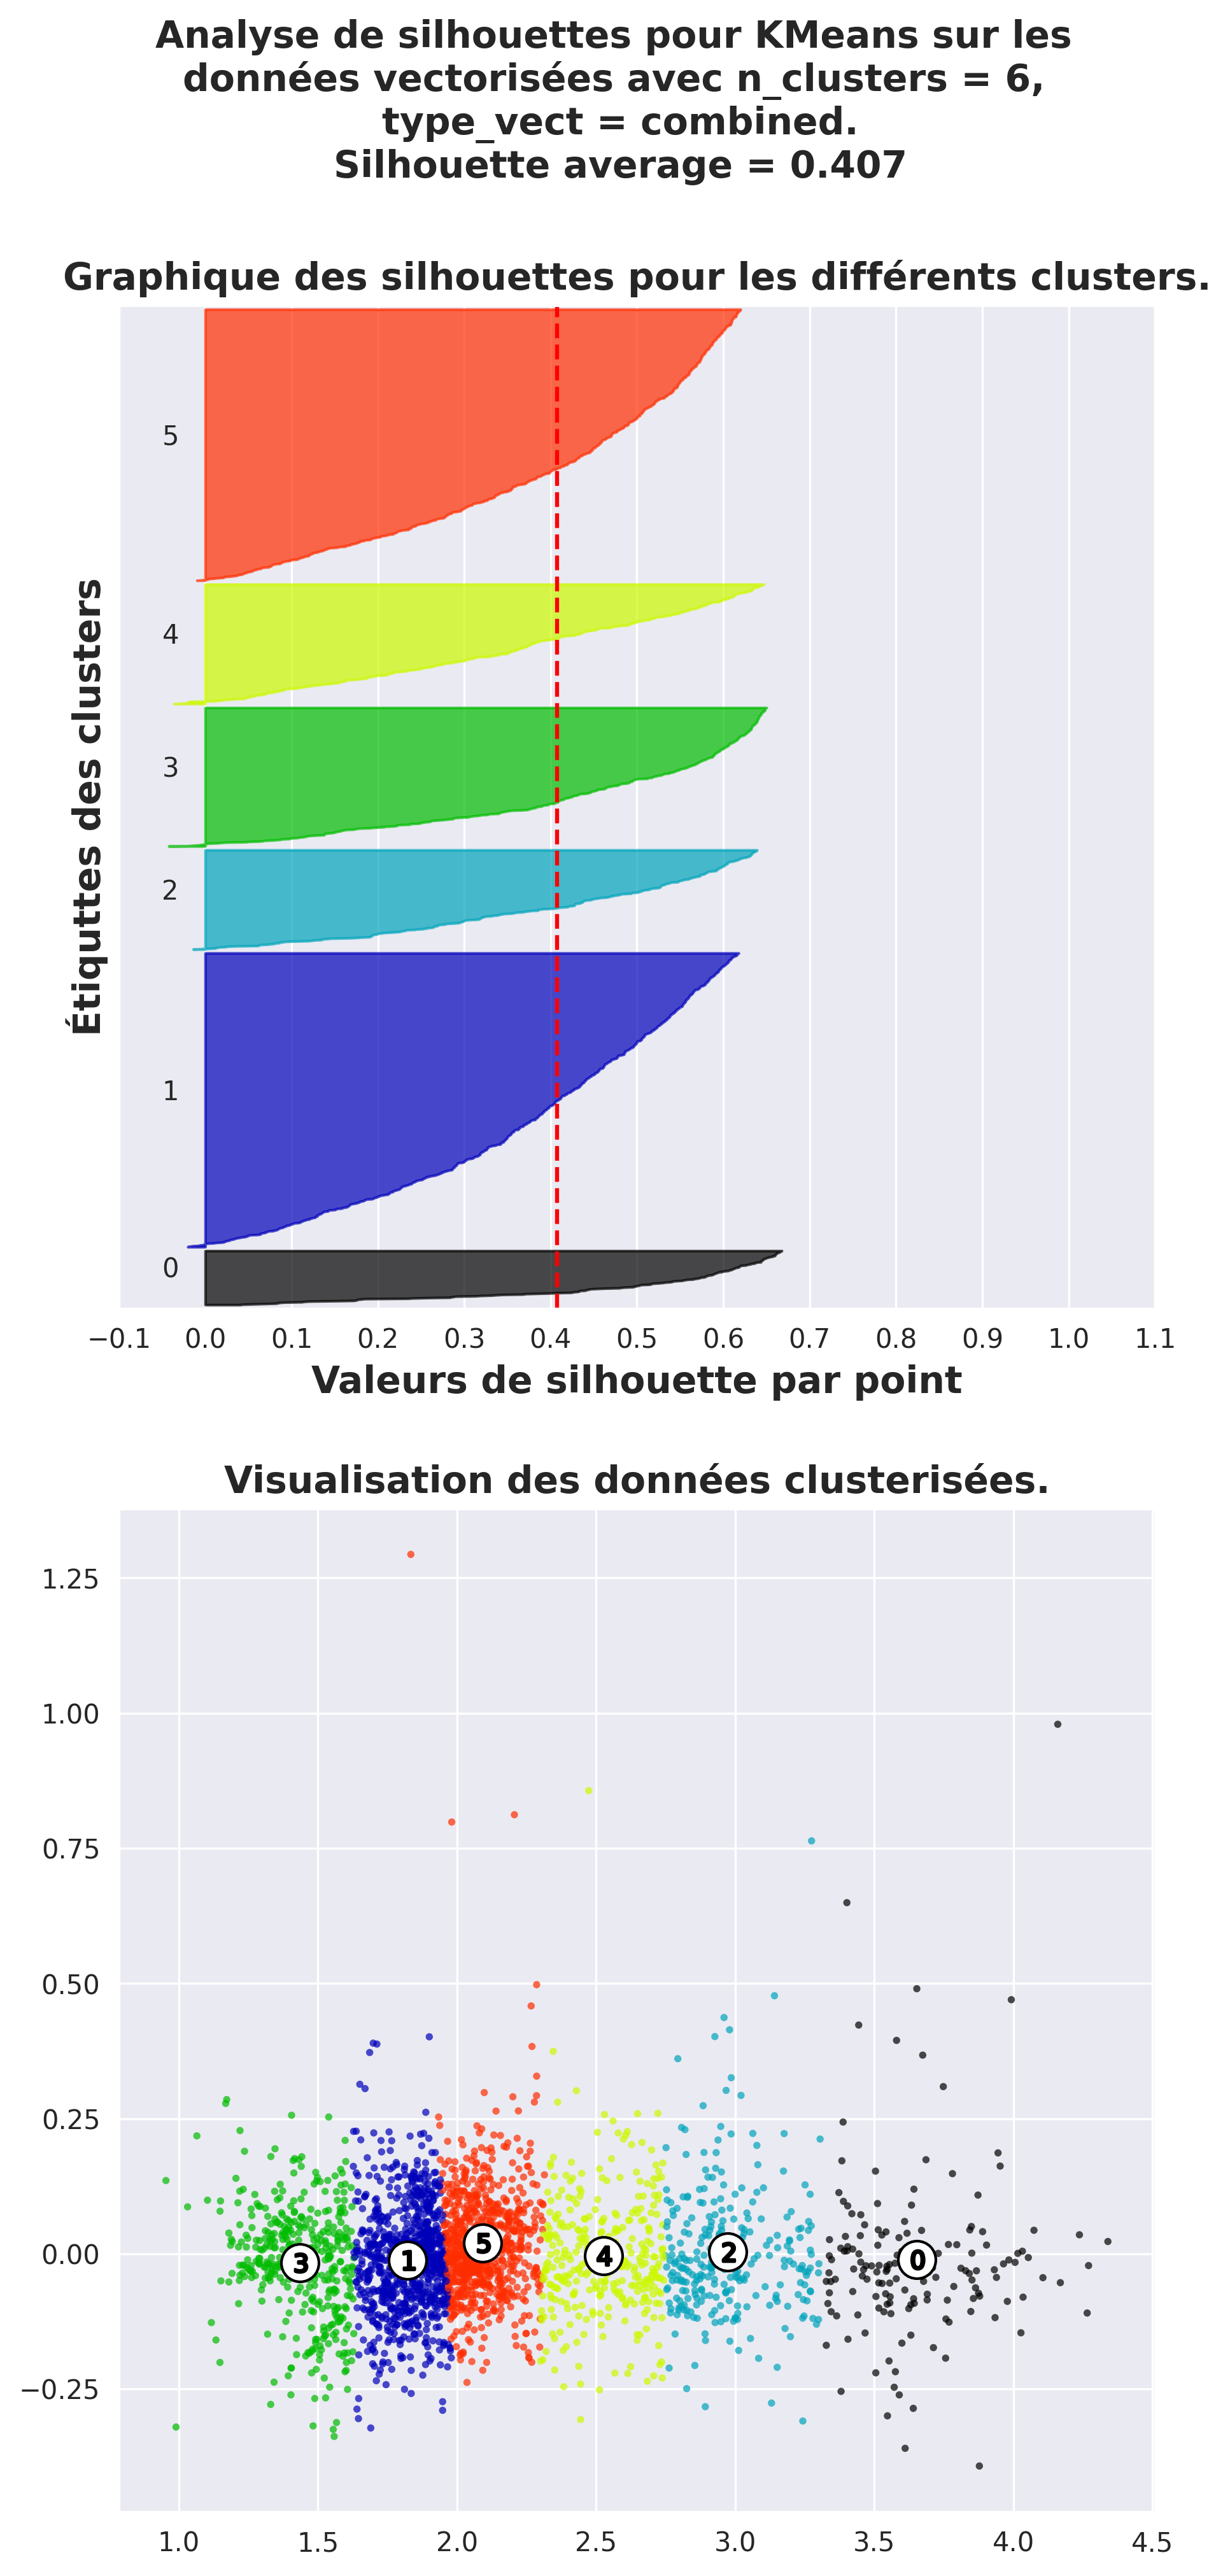 Analyse de silhouettes pour KMeans sur les
données vectorisées avec n_clusters = 6,
type_vect = combined.
Silhouette average = 0.407
Graphique des silhouettes pour les différents clusters.
5
4
3
2
1
0
Étiquttes des clusters
−0.1 0.0 0.1 0.2 0.3 0.4 0.5 0.6 0.7 0.8 0.9 1.0 1.1
Valeurs de silhouette par point
Visualisation des données clusterisées.
1.25
1.00
0.75
0.50
0.25
0.00
−0.25
3 1 5 4 2 0
1.0 1.5 2.0 2.5 3.0 3.5 4.0 4.5